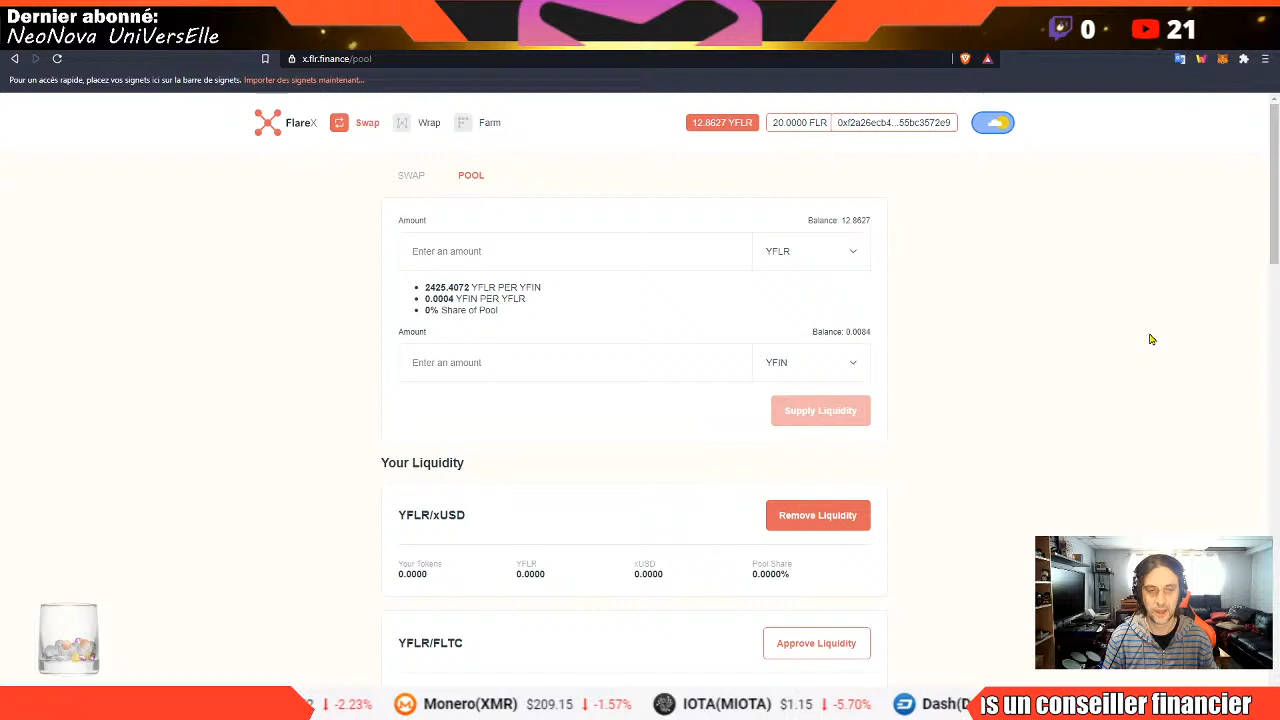 Dernier abonné:
NeoNova UniVersElle
0
21
x.flr.finance/pool
Pour un accès rapide, placez vos signets ici sur la barre de signets. Importer des signets maintenant...
FlareX
Swap
Wrap
Farm
12.8627 YFLR
20.0000 FLR
0xf2a26ecb4...55bc3572e9
SWAP
POOL
Amount
Balance: 12.8627
Enter an amount
YFLR
2425.4072 YFLR PER YFIN
0.0004 YFIN PER YFLR
0% Share of Pool
Amount
Balance: 0.0084
Enter an amount
YFIN
Supply Liquidity
Your Liquidity
YFLR/xUSD
Remove Liquidity
Your Tokens
YFLR
xUSD
Pool Share
0.0000
0.0000
0.0000
0.0000%
YFLR/FLTC
Approve Liquidity
2 -2.23% Monero(XMR) $209.15 -1.57% IOTA(MIOTA) $1.15 -5.70% Dash(D
un conseiller financier